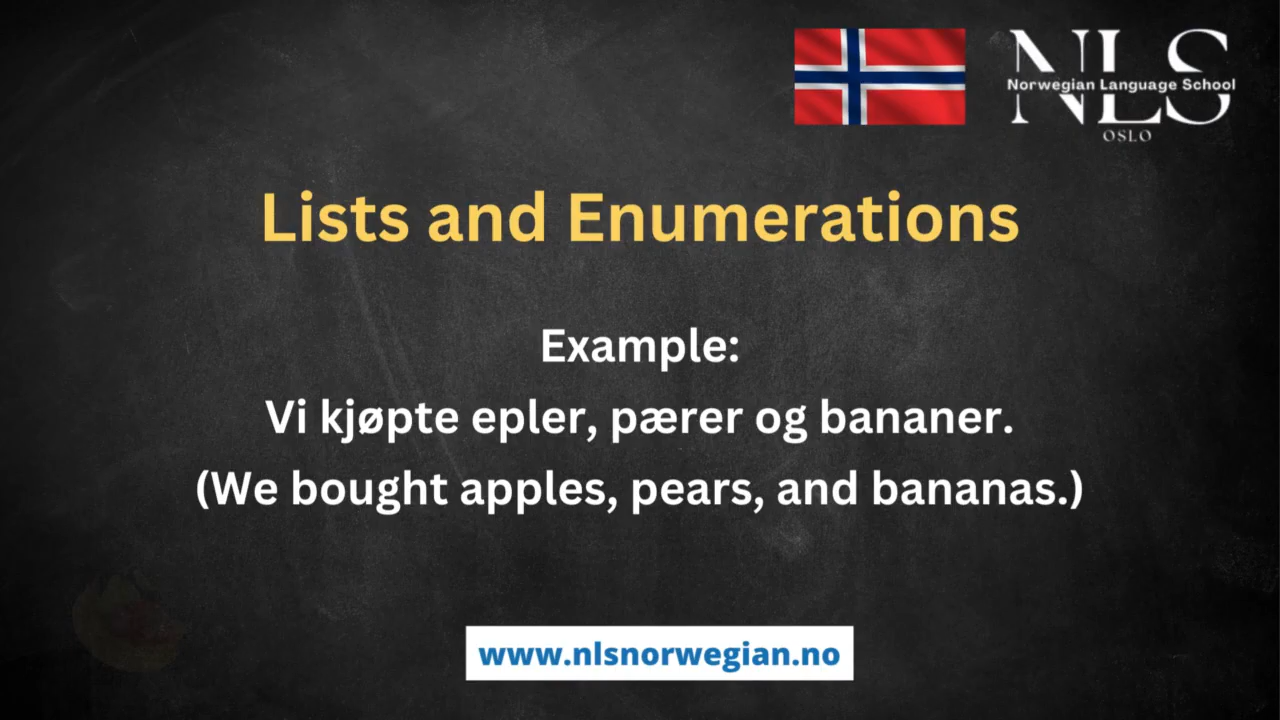 NLS
Norwegian Language School
OSLO
Lists and Enumerations
Example:
Vi kjøpte epler, pærer og bananer.
(We bought apples, pears, and bananas.)
www.nlsnorwegian.no